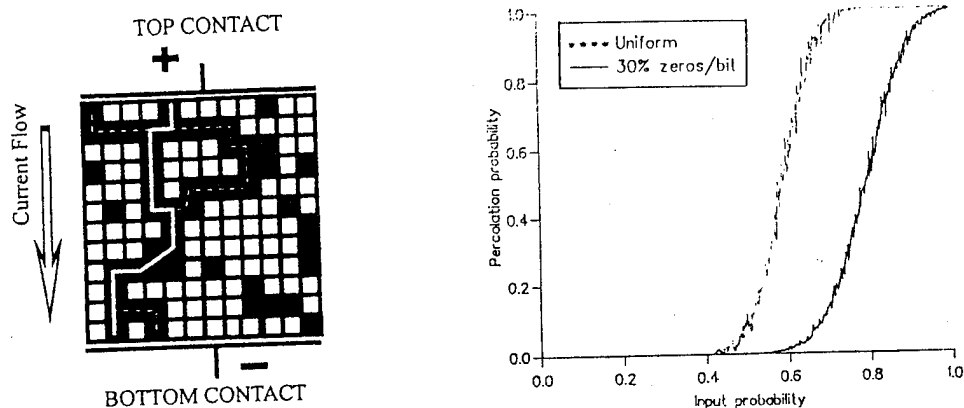 TOP CONTACT
+
Current Flow
−
BOTTOM CONTACT
Uniform
30% zeros/bit
Percolation probability
1.0
0.8
0.6
0.4
0.2
0.0
0.0 0.2 0.4 0.6 0.8 1.0
Input probability